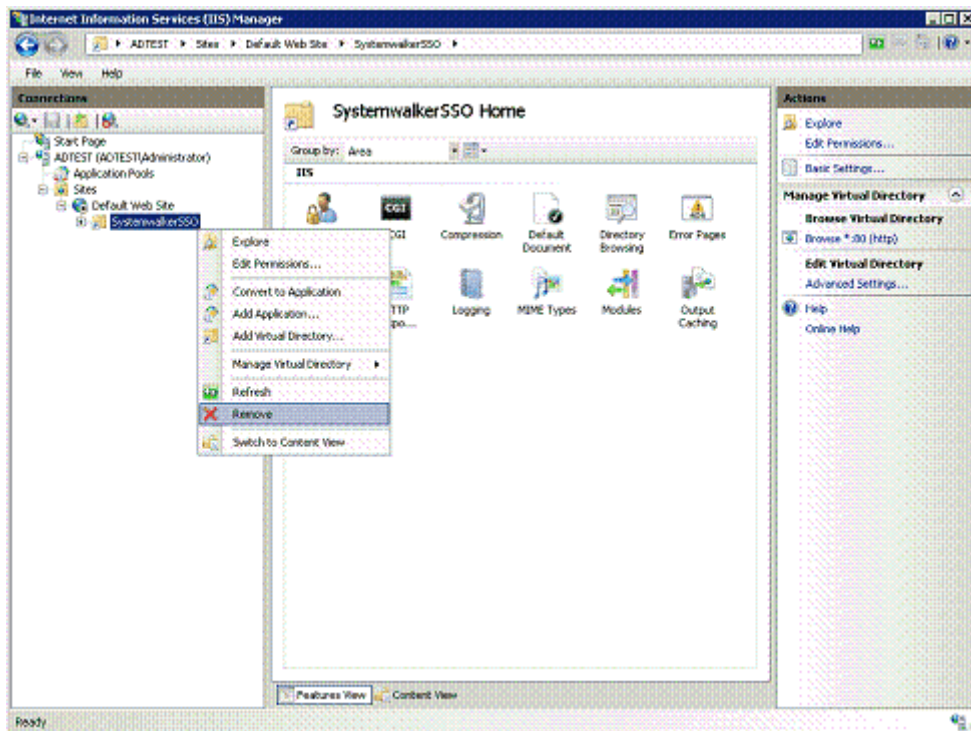 Internet Information Services (IIS) Manager
ADTEST Sites Default Web Site SystemwalkerSSO
File View Help
Connections
Start Page
ADTEST (ADTEST\Administrator)
Application Pools
Sites
Default Web Site
SystemwalkerSSO
Explore
Edit Permissions...
Convert to Application
Add Application...
Add Virtual Directory...
Manage Virtual Directory
Refresh
Remove
Switch to Content View
SystemwalkerSSO Home
Group by: Area
IIS
CGI
CGI Compression Default Document Directory Browsing Error Pages
Logging MIME Types Modules Output Caching
Features View Content View
Actions
Explore
Edit Permissions...
Basic Settings...
Manage Virtual Directory
Browse Virtual Directory
Browse *:80 (http)
Edit Virtual Directory
Advanced Settings...
Help
Online Help
Ready